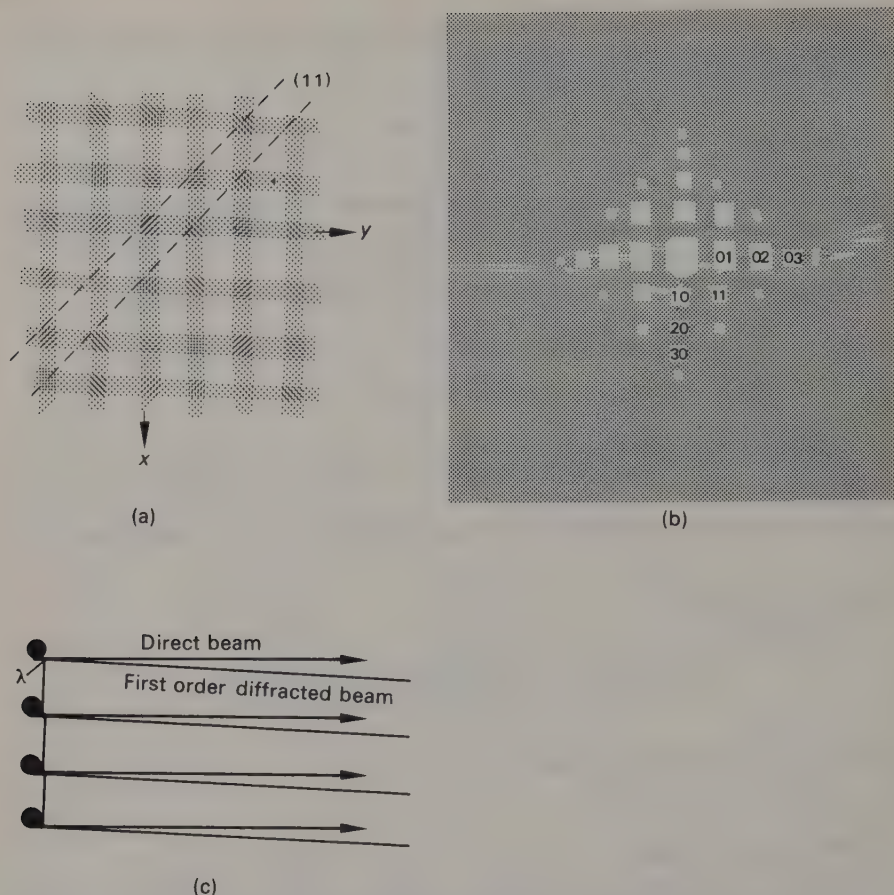 (11)
y
x
(a)
01 02 03
10 11
20
30
(b)
Direct beam
λ
First order diffracted beam
(c)